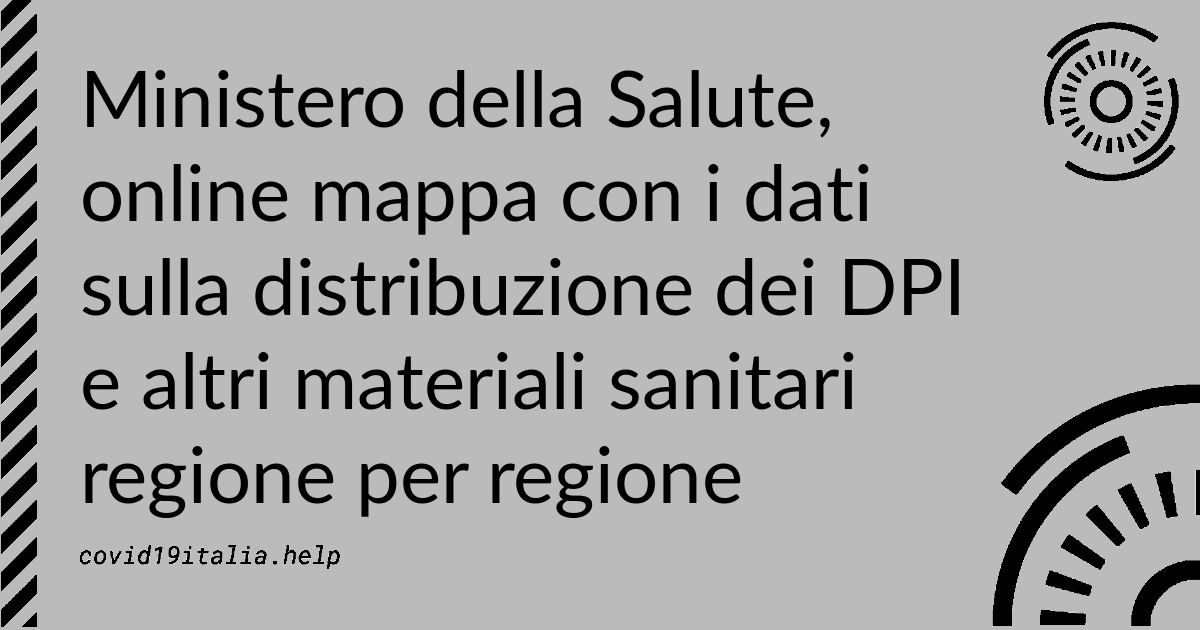 Ministero della Salute,
online mappa con i dati
sulla distribuzione dei DPI
e altri materiali sanitari
regione per regione
covid19italia.help